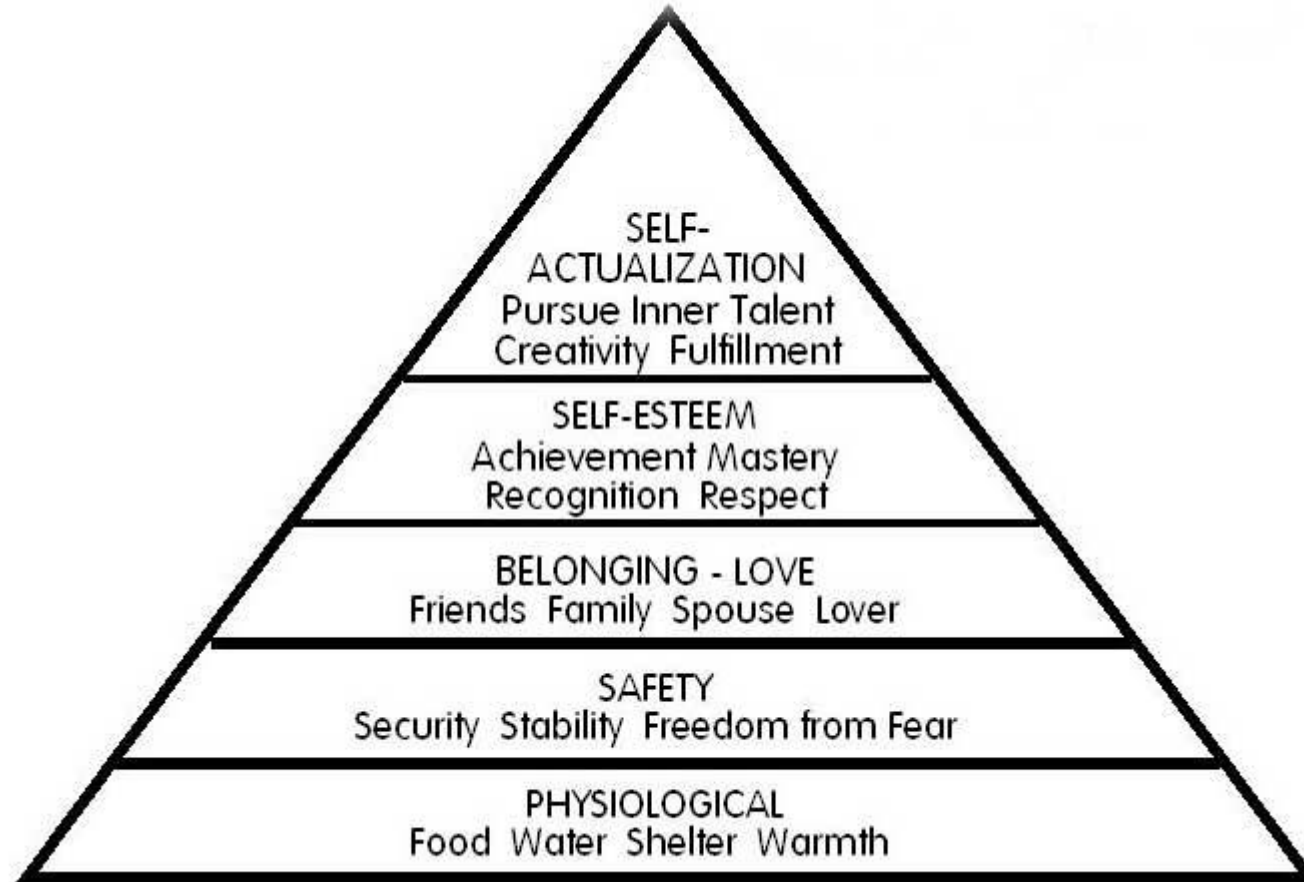 SELF-
ACTUALIZATION
Pursue Inner Talent
Creativity Fulfillment
SELF-ESTEEM
Achievement Mastery
Recognition Respect
BELONGING - LOVE
Friends Family Spouse Lover
SAFETY
Security Stability Freedom from Fear
PHYSIOLOGICAL
Food Water Shelter Warmth